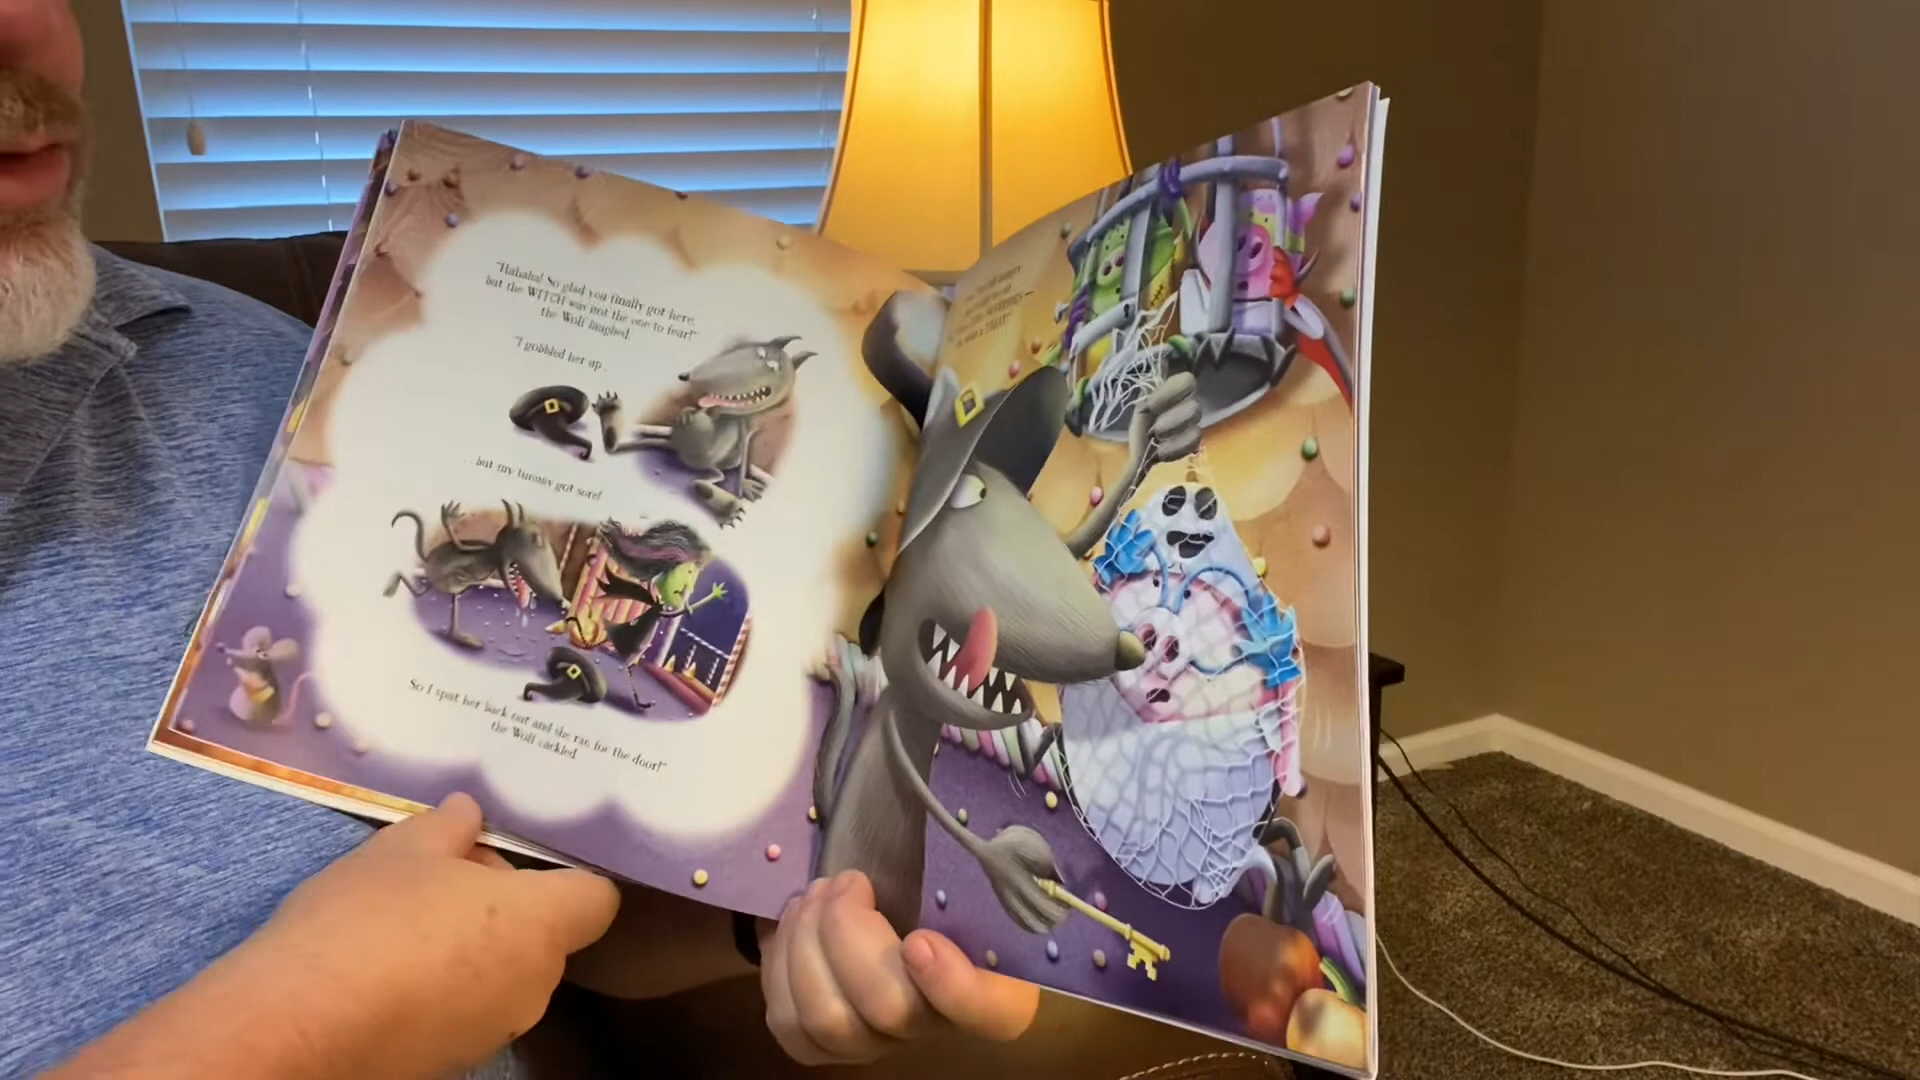 "Hahaha! So glad you finally got here,
but the WITCH was not the one to fear!"
the Wolf laughed.
"I gobbled her up...
...but my tummy got sore!
So I spat her back out and she ran for the door!"
the Wolf cackled.
TREAT!"